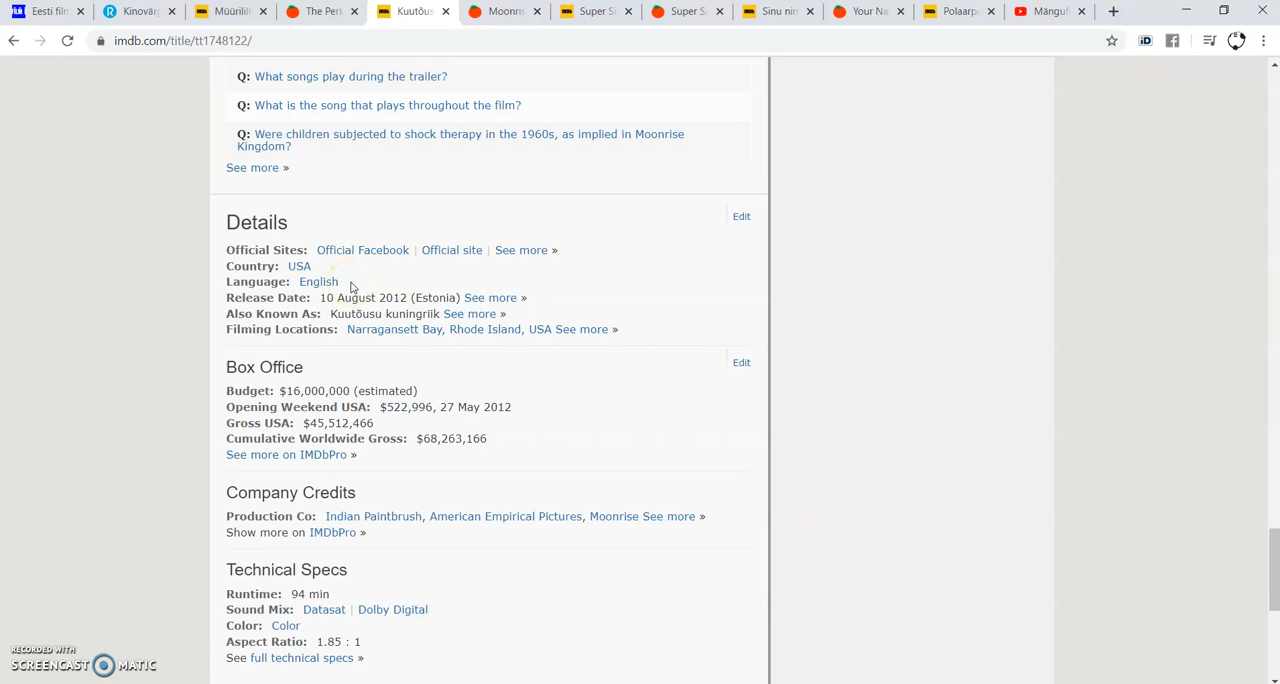 Eesti film
Kinovärg
Müürilill
The Perk
Kuutõus
Moonris
Super Si
Super Si
Sinu nim
Your Na
Polaarp
Mänguf
imdb.com/title/tt1748122/
Q: What songs play during the trailer?
Q: What is the song that plays throughout the film?
Q: Were children subjected to shock therapy in the 1960s, as implied in Moonrise
Kingdom?
See more »
Details
Edit
Official Sites: Official Facebook | Official site | See more »
Country: USA
Language: English
Release Date: 10 August 2012 (Estonia) See more »
Also Known As: Kuutõusu kuningriik See more »
Filming Locations: Narragansett Bay, Rhode Island, USA See more »
Box Office
Edit
Budget: $16,000,000 (estimated)
Opening Weekend USA: $522,996, 27 May 2012
Gross USA: $45,512,466
Cumulative Worldwide Gross: $68,263,166
See more on IMDbPro »
Company Credits
Production Co: Indian Paintbrush, American Empirical Pictures, Moonrise See more »
Show more on IMDbPro »
Technical Specs
Runtime: 94 min
Sound Mix: Datasat | Dolby Digital
Color: Color
Aspect Ratio: 1.85 : 1
See full technical specs »
RECORDED WITH
SCREENCAST MATIC